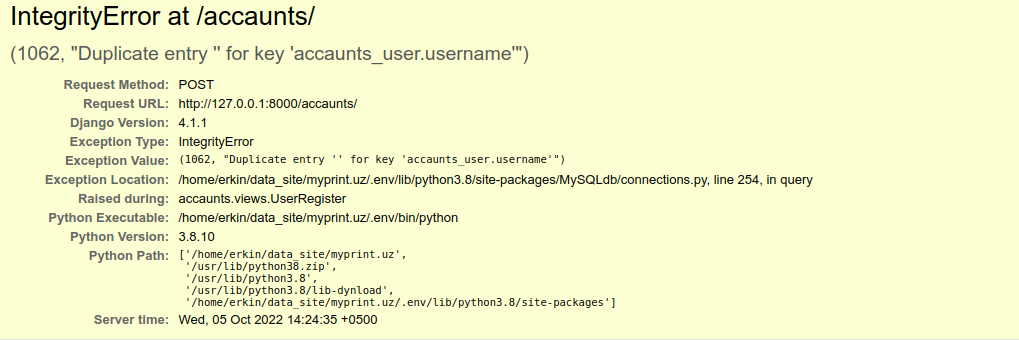 IntegrityError at /accaunts/
(1062, "Duplicate entry '' for key 'accaunts_user.username'")
Request Method: POST
Request URL: http://127.0.0.1:8000/accaunts/
Django Version: 4.1.1
Exception Type: IntegrityError
Exception Value: (1062, "Duplicate entry '' for key 'accaunts_user.username'")
Exception Location: /home/erkin/data_site/myprint.uz/.env/lib/python3.8/site-packages/MySQLdb/connections.py, line 254, in query
Raised during: accaunts.views.UserRegister
Python Executable: /home/erkin/data_site/myprint.uz/.env/bin/python
Python Version: 3.8.10
Python Path: ['/home/erkin/data_site/myprint.uz',
'/usr/lib/python38.zip',
'/usr/lib/python3.8',
'/usr/lib/python3.8/lib-dynload',
'/home/erkin/data_site/myprint.uz/.env/lib/python3.8/site-packages']
Server time: Wed, 05 Oct 2022 14:24:35 +0500